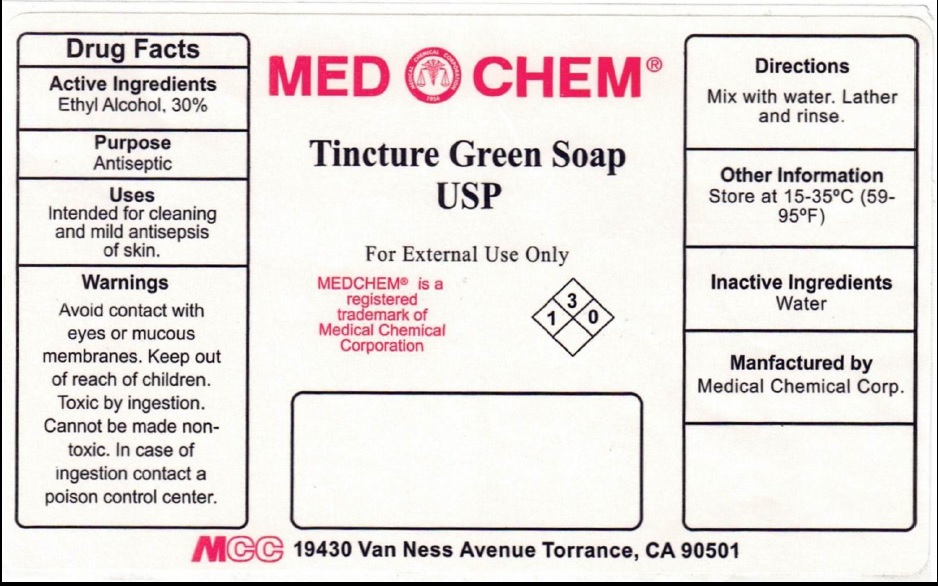 Drug Facts
Active Ingredients
Ethyl Alcohol, 30%
Purpose
Antiseptic
Uses
Intended for cleaning
and mild antisepsis
of skin.
Warnings
Avoid contact with
eyes or mucous
membranes. Keep out
of reach of children.
Toxic by ingestion.
Cannot be made non-
toxic. In case of
ingestion contact a
poison control center.
MED CHEM®
Tincture Green Soap
USP
For External Use Only
MEDCHEM® is a
registered
trademark of
Medical Chemical
Corporation
3
1 0
Directions
Mix with water. Lather
and rinse.
Other Information
Store at 15-35ºC (59-
95ºF)
Inactive Ingredients
Water
Manfactured by
Medical Chemical Corp.
MCC 19430 Van Ness Avenue Torrance, CA 90501